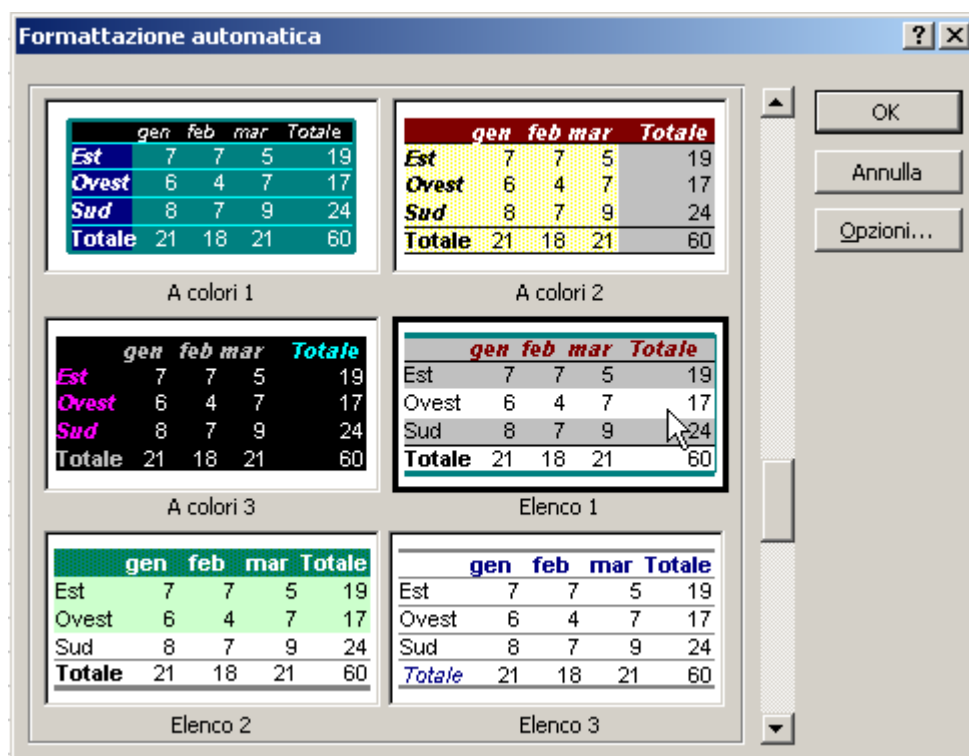 Formattazione automatica
OK
Annulla
Opzioni...
gen feb mar Totale
Est 7 7 5 19
Ovest 6 4 7 17
Sud 8 7 9 24
Totale 21 18 21 60
A colori 1
gen feb mar Totale
Est 7 7 5 19
Ovest 6 4 7 17
Sud 8 7 9 24
Totale 21 18 21 60
A colori 2
gen feb mar Totale
Est 7 7 5 19
Ovest 6 4 7 17
Sud 8 7 9 24
Totale 21 18 21 60
A colori 3
gen feb mar Totale
Est 7 7 5 19
Ovest 6 4 7 17
Sud 8 7 9 24
Totale 21 18 21 60
Elenco 1
gen feb mar Totale
Est 7 7 5 19
Ovest 6 4 7 17
Sud 8 7 9 24
Totale 21 18 21 60
Elenco 2
gen feb mar Totale
Est 7 7 5 19
Ovest 6 4 7 17
Sud 8 7 9 24
Totale 21 18 21 60
Elenco 3